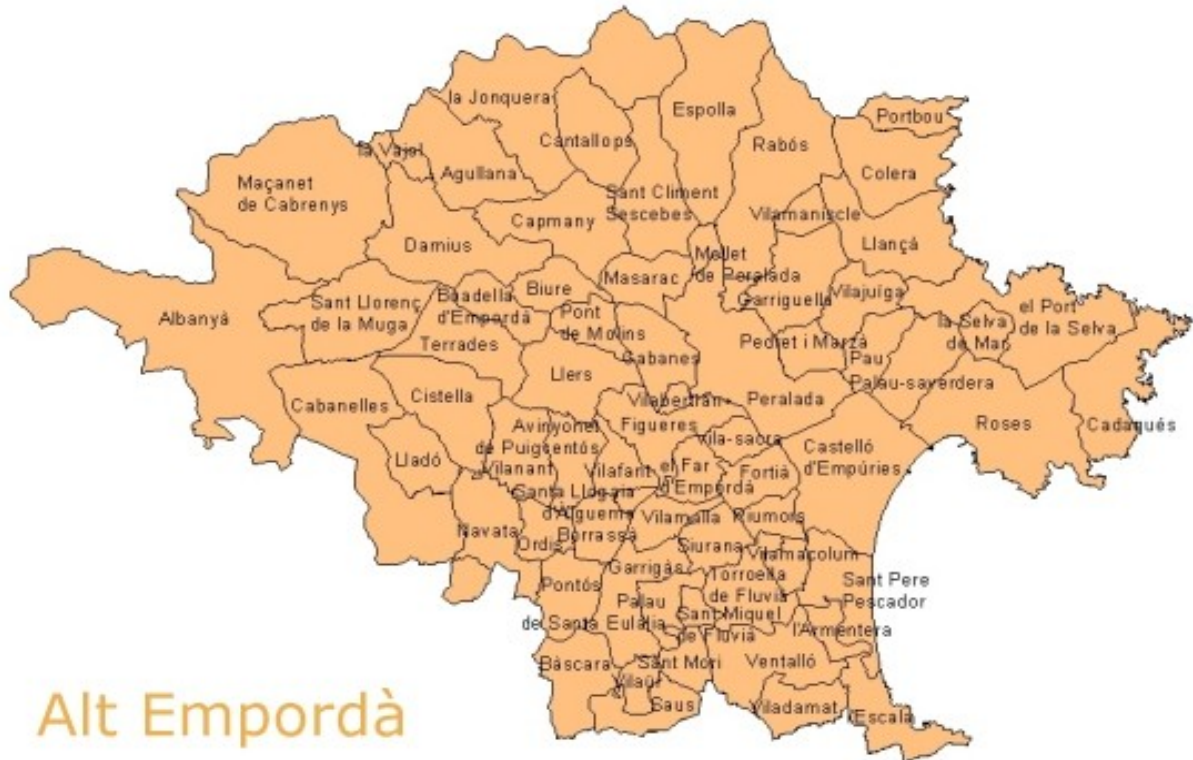 la Jonquera
Espolla
Portbou
Cantallops
Rabós
la Vajol
Agullana
Colera
Maçanet
de Cabrenys
Sant Climent
Sescebes
Capmany
Vilamaniscle
Damius
Llançà
Mollet
de Peralada
Masarac
Biure
Boadella
d'Empordà
Garriguella
Vilajuïga
Sant Llorenç
de la Muga
el Port
de la Selva
Albanyà
Pont
de Molins
la Selva
de Mar
Terrades
Pedret i Marzà
Cabanes
Pau
Llers
Palau-saverdera
Cistella
Cabanelles
Vilabertran
Peralada
Roses
Cadaqués
Avinyonet
de Puigcentós
Figueres
Vila-sacra
Castelló
d'Empúries
Lladó
Vilanant
Vilafant
el Far
d'Empordà
Fortià
Santa Llogaia
d'Àlguema
Vilamalla
Riumors
Navata
Ordis
Borrassà
Siurana
Vilamacolum
Garrigàs
Torroella
de Fluvià
Sant Pere
Pescador
Pontós
Palau
de Santa Eulàlia
Sant Miquel
de Fluvià
l'Armentera
Bàscara
Sant Mori
Ventalló
Vilaür
Saus
Viladamat
l'Escala
Alt Empordà